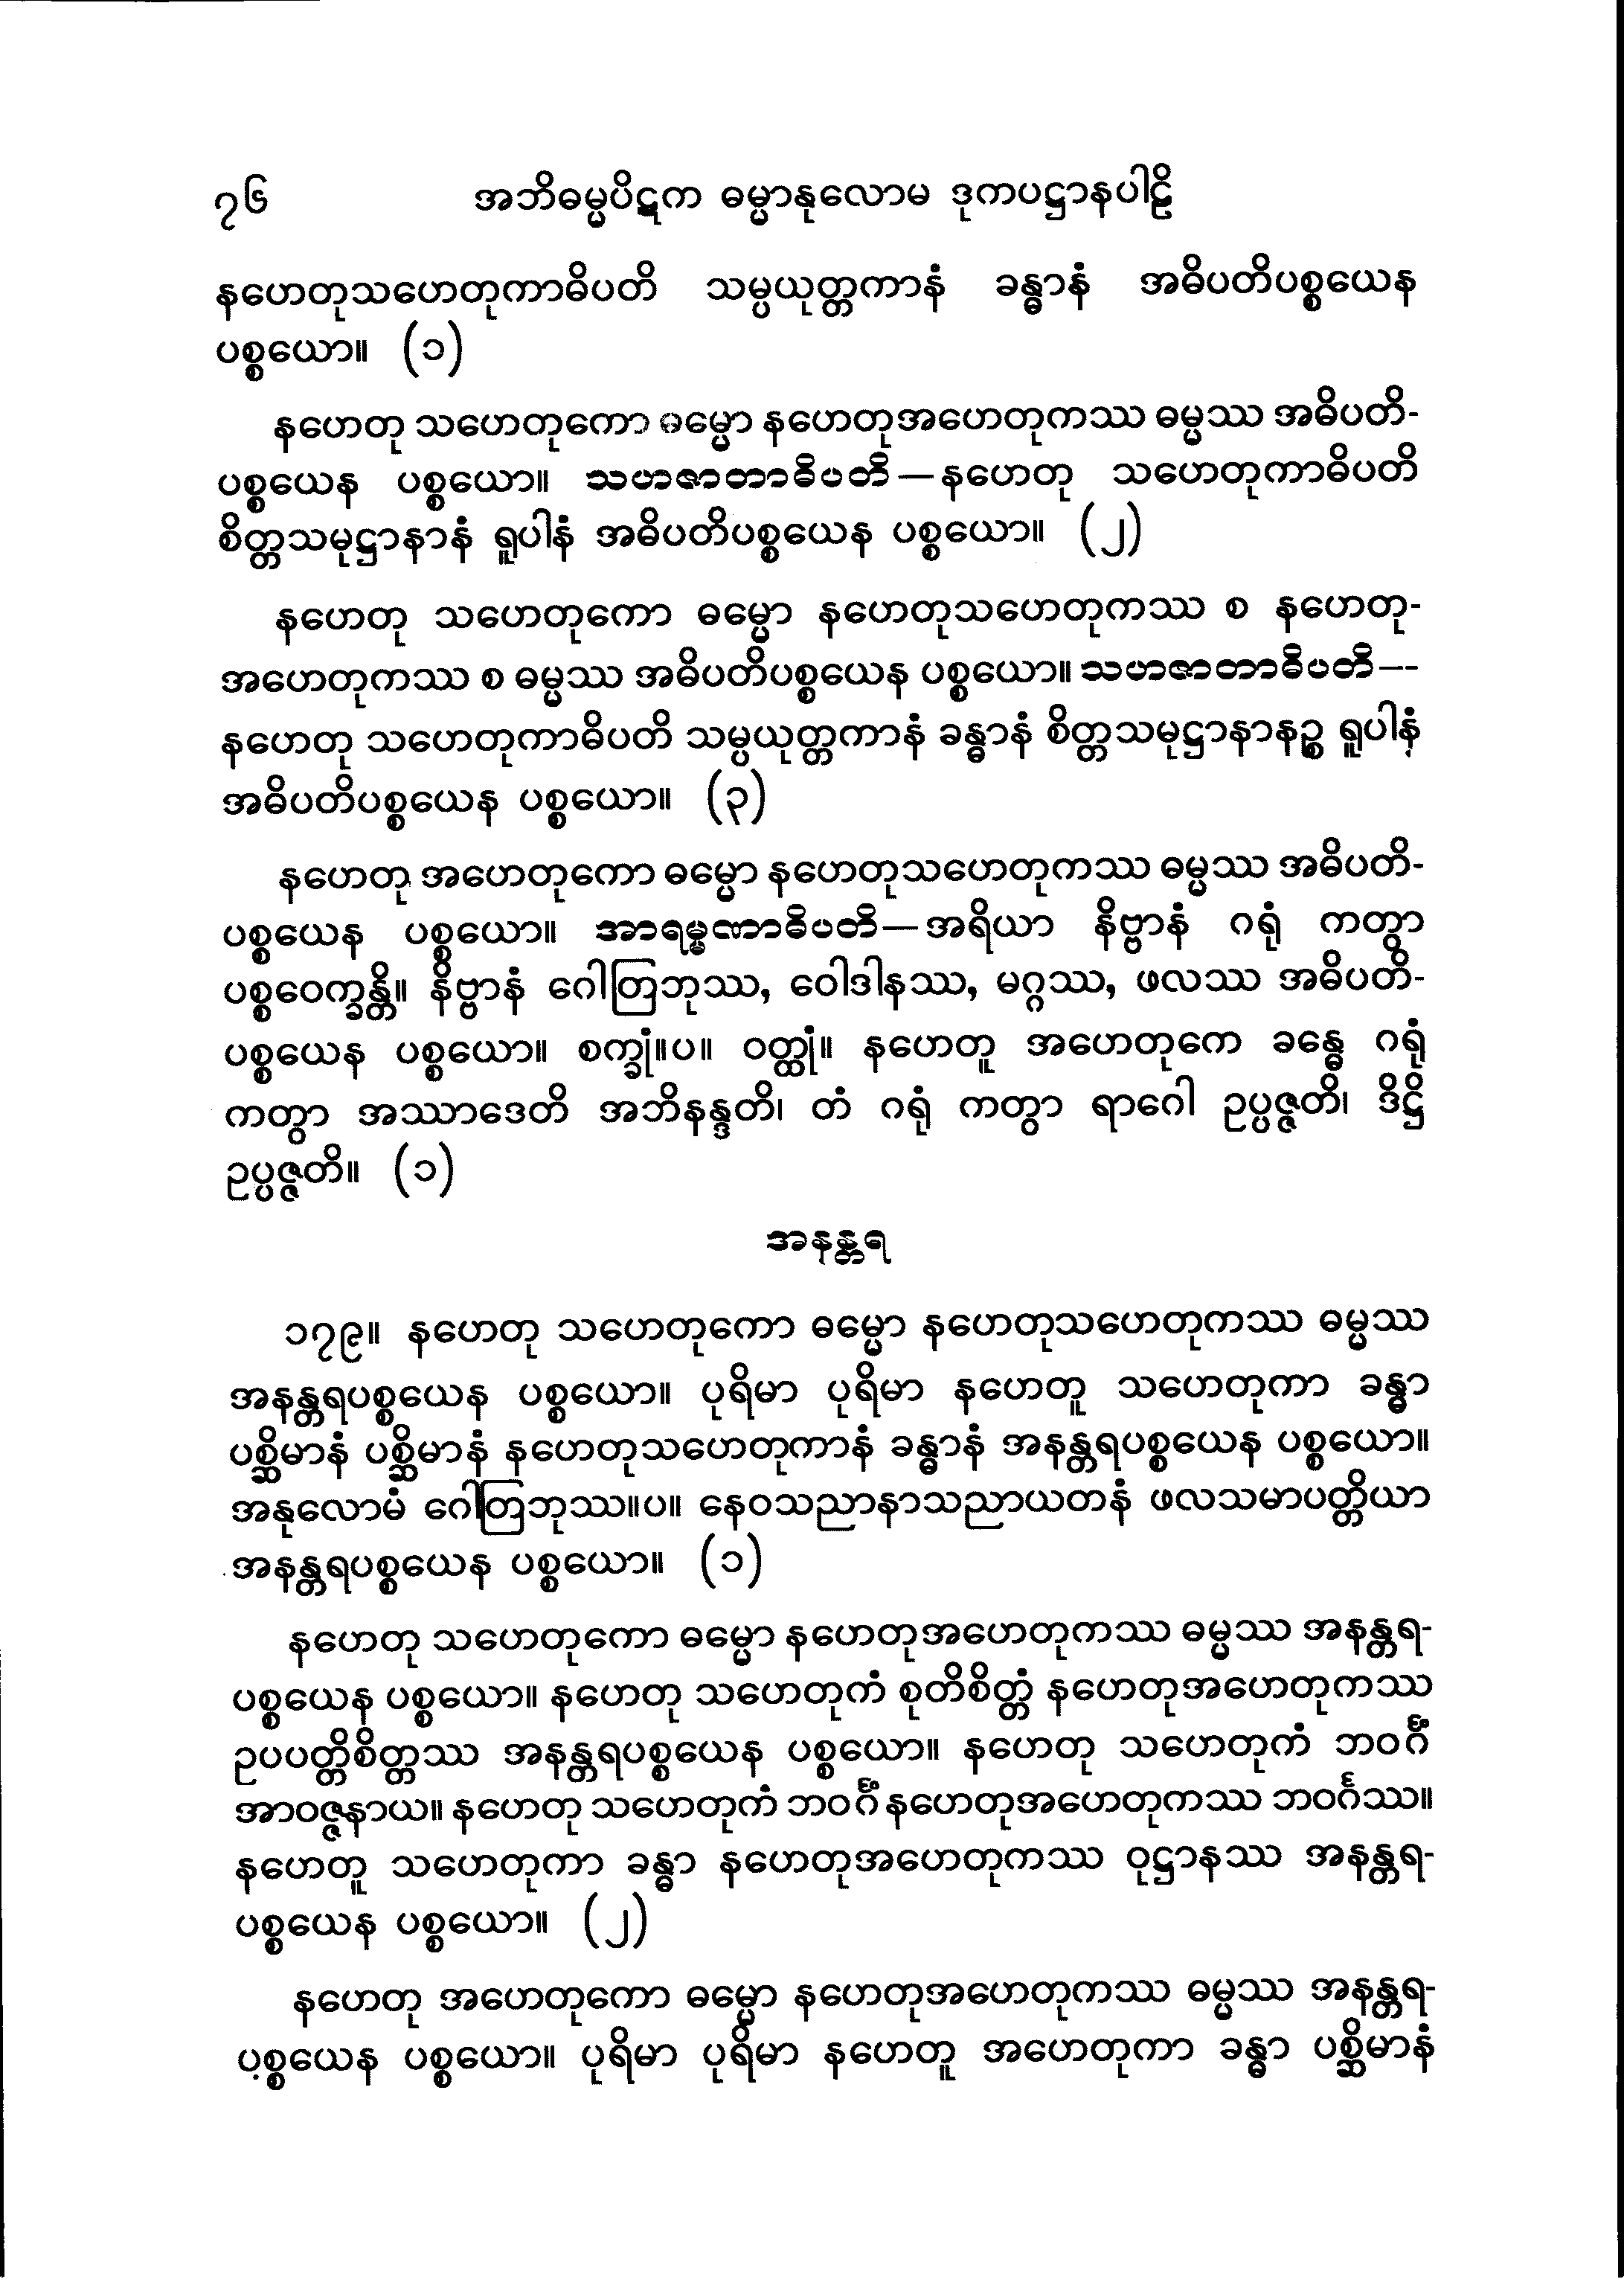 ၇၆ အဘိဓမ္မပိဋက ဓမ္မာနုလောမ ဒုကပဋ္ဌာနပါဠိ
နဟေတုသဟေတုကာဓိပတိ သမ္ပယုတ္တကာနံ ခန္ဓာနံ အဓိပတိပစ္စယေန
ပစ္စယော။ (၁)
နဟေတု သဟေတုကော ဓမ္မော နဟေတုအဟေတုကဿ ဓမ္မဿ အဓိပတိ-
ပစ္စယေန ပစ္စယော။ သဟဇာတာဓိပတိ—နဟေတု သဟေတုကာဓိပတိ
စိတ္တသမုဋ္ဌာနာနံ ရူပါနံ အဓိပတိပစ္စယေန ပစ္စယော။ (၂)
နဟေတု သဟေတုကော ဓမ္မော နဟေတုသဟေတုကဿ စ နဟေတု-
အဟေတုကဿ စ ဓမ္မဿ အဓိပတိပစ္စယေန ပစ္စယော။ သဟဇာတာဓိပတိ—
နဟေတု သဟေတုကာဓိပတိ သမ္ပယုတ္တကာနံ ခန္ဓာနံ စိတ္တသမုဋ္ဌာနာနဉ္စ ရူပါနံ
အဓိပတိပစ္စယေန ပစ္စယော။ (၃)
နဟေတု အဟေတုကော ဓမ္မော နဟေတုသဟေတုကဿ ဓမ္မဿ အဓိပတိ-
ပစ္စယေန ပစ္စယော။ အာရမ္မဏာဓိပတိ—အရိယာ နိဗ္ဗာနံ ဂရုံ ကတွာ
ပစ္စဝေက္ခန္တိ။ နိဗ္ဗာနံ ဂေါတြဘုဿ, ဝေါဒါနဿ, မဂ္ဂဿ, ဖလဿ အဓိပတိ-
ပစ္စယေန ပစ္စယော။ စက္ခုံ။ပ။ ဝတ္ထုံ။ နဟေတူ အဟေတုကေ ခန္ဓေ ဂရုံ
ကတွာ အဿာဒေတိ အဘိနန္ဒတိ၊ တံ ဂရုံ ကတွာ ရာဂေါ ဥပ္ပဇ္ဇတိ၊ ဒိဋ္ဌိ
ဥပ္ပဇ္ဇတိ။ (၁)
အနန္တရ
၁၇၉။ နဟေတု သဟေတုကော ဓမ္မော နဟေတုသဟေတုကဿ ဓမ္မဿ
အနန္တရပစ္စယေန ပစ္စယော။ ပုရိမာ ပုရိမာ နဟေတူ သဟေတုကာ ခန္ဓာ
ပစ္ဆိမာနံ ပစ္ဆိမာနံ နဟေတုသဟေတုကာနံ ခန္ဓာနံ အနန္တရပစ္စယေန ပစ္စယော။
အနုလောမံ ဂေါတြဘုဿ။ပ။ နေဝသညာနာသညာယတနံ ဖလသမာပတ္တိယာ
အနန္တရပစ္စယေန ပစ္စယော။ (၁)
နဟေတု သဟေတုကော ဓမ္မော နဟေတုအဟေတုကဿ ဓမ္မဿ အနန္တရ-
ပစ္စယေန ပစ္စယော။ နဟေတု သဟေတုကံ စုတိစိတ္တံ နဟေတုအဟေတုကဿ
ဥပပတ္တိစိတ္တဿ အနန္တရပစ္စယေန ပစ္စယော။ နဟေတု သဟေတုကံ ဘဝင်္ဂံ
အာဝဇ္ဇနာယ။ နဟေတု သဟေတုကံ ဘဝင်္ဂံ နဟေတုအဟေတုကဿ ဘဝင်္ဂဿ။
နဟေတူ သဟေတုကာ ခန္ဓာ နဟေတုအဟေတုကဿ ဝုဋ္ဌာနဿ အနန္တရ-
ပစ္စယေန ပစ္စယော။ (၂)
နဟေတု အဟေတုကော ဓမ္မော နဟေတုအဟေတုကဿ ဓမ္မဿ အနန္တရ-
ပစ္စယေန ပစ္စယော။ ပုရိမာ ပုရိမာ နဟေတူ အဟေတုကာ ခန္ဓာ ပစ္ဆိမာနံ